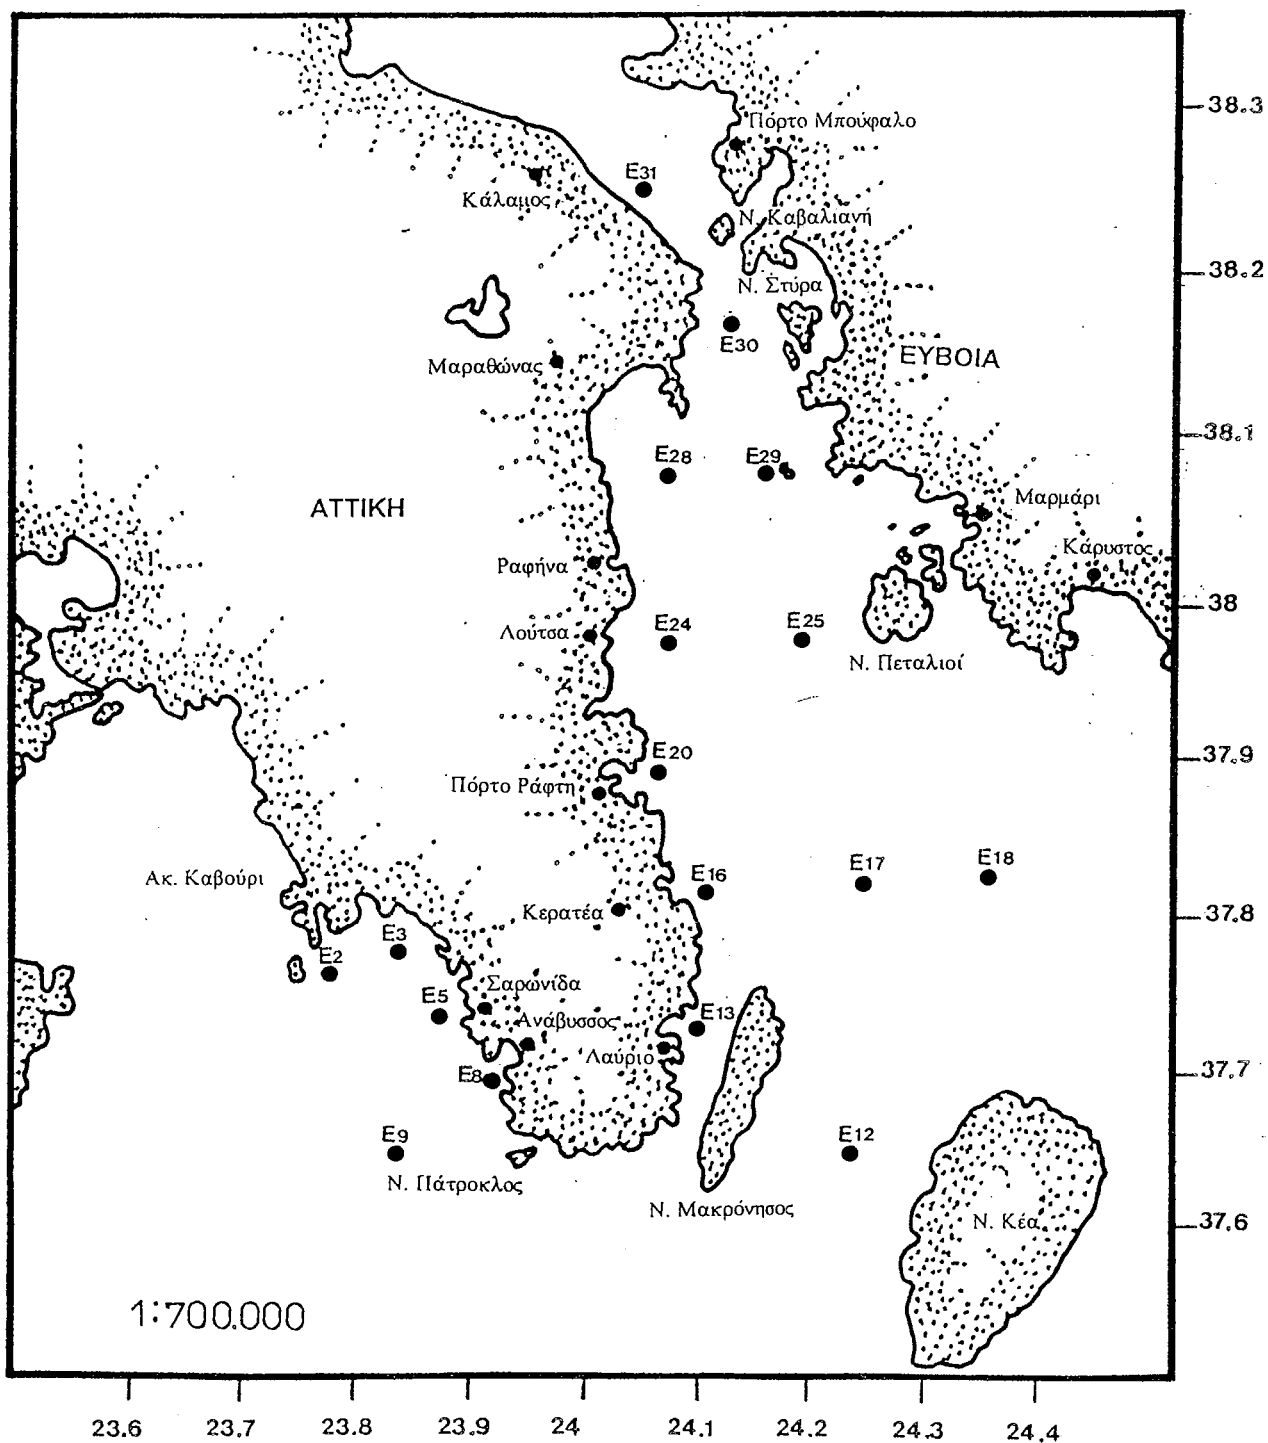 38.3
Πόρτο Μπούφαλο
E31
Κάλαμος
Ν. Καβαλιανή
38.2
Ν. Στύρα
E30
ΕΥΒΟΙΑ
Μαραθώνας
38.1
E28
E29
Μαρμάρι
ΑΤΤΙΚΗ
Κάρυστος
Ραφήνα
38
Λούτσα
E24
E25
Ν. Πεταλιοί
E20
37.9
Πόρτο Ράφτη
E16
E17
E18
Ακ. Καβούρι
Κερατέα
37.8
E3
E2
Σαρωνίδα
E5
Ανάβυσσος
E13
Λαύριο
E8
37.7
E9
E12
Ν. Πάτροκλος
Ν. Μακρόνησος
Ν. Κέα
37.6
1:700.000
23.6 23.7 23.8 23.9 24 24.1 24.2 24.3 24.4